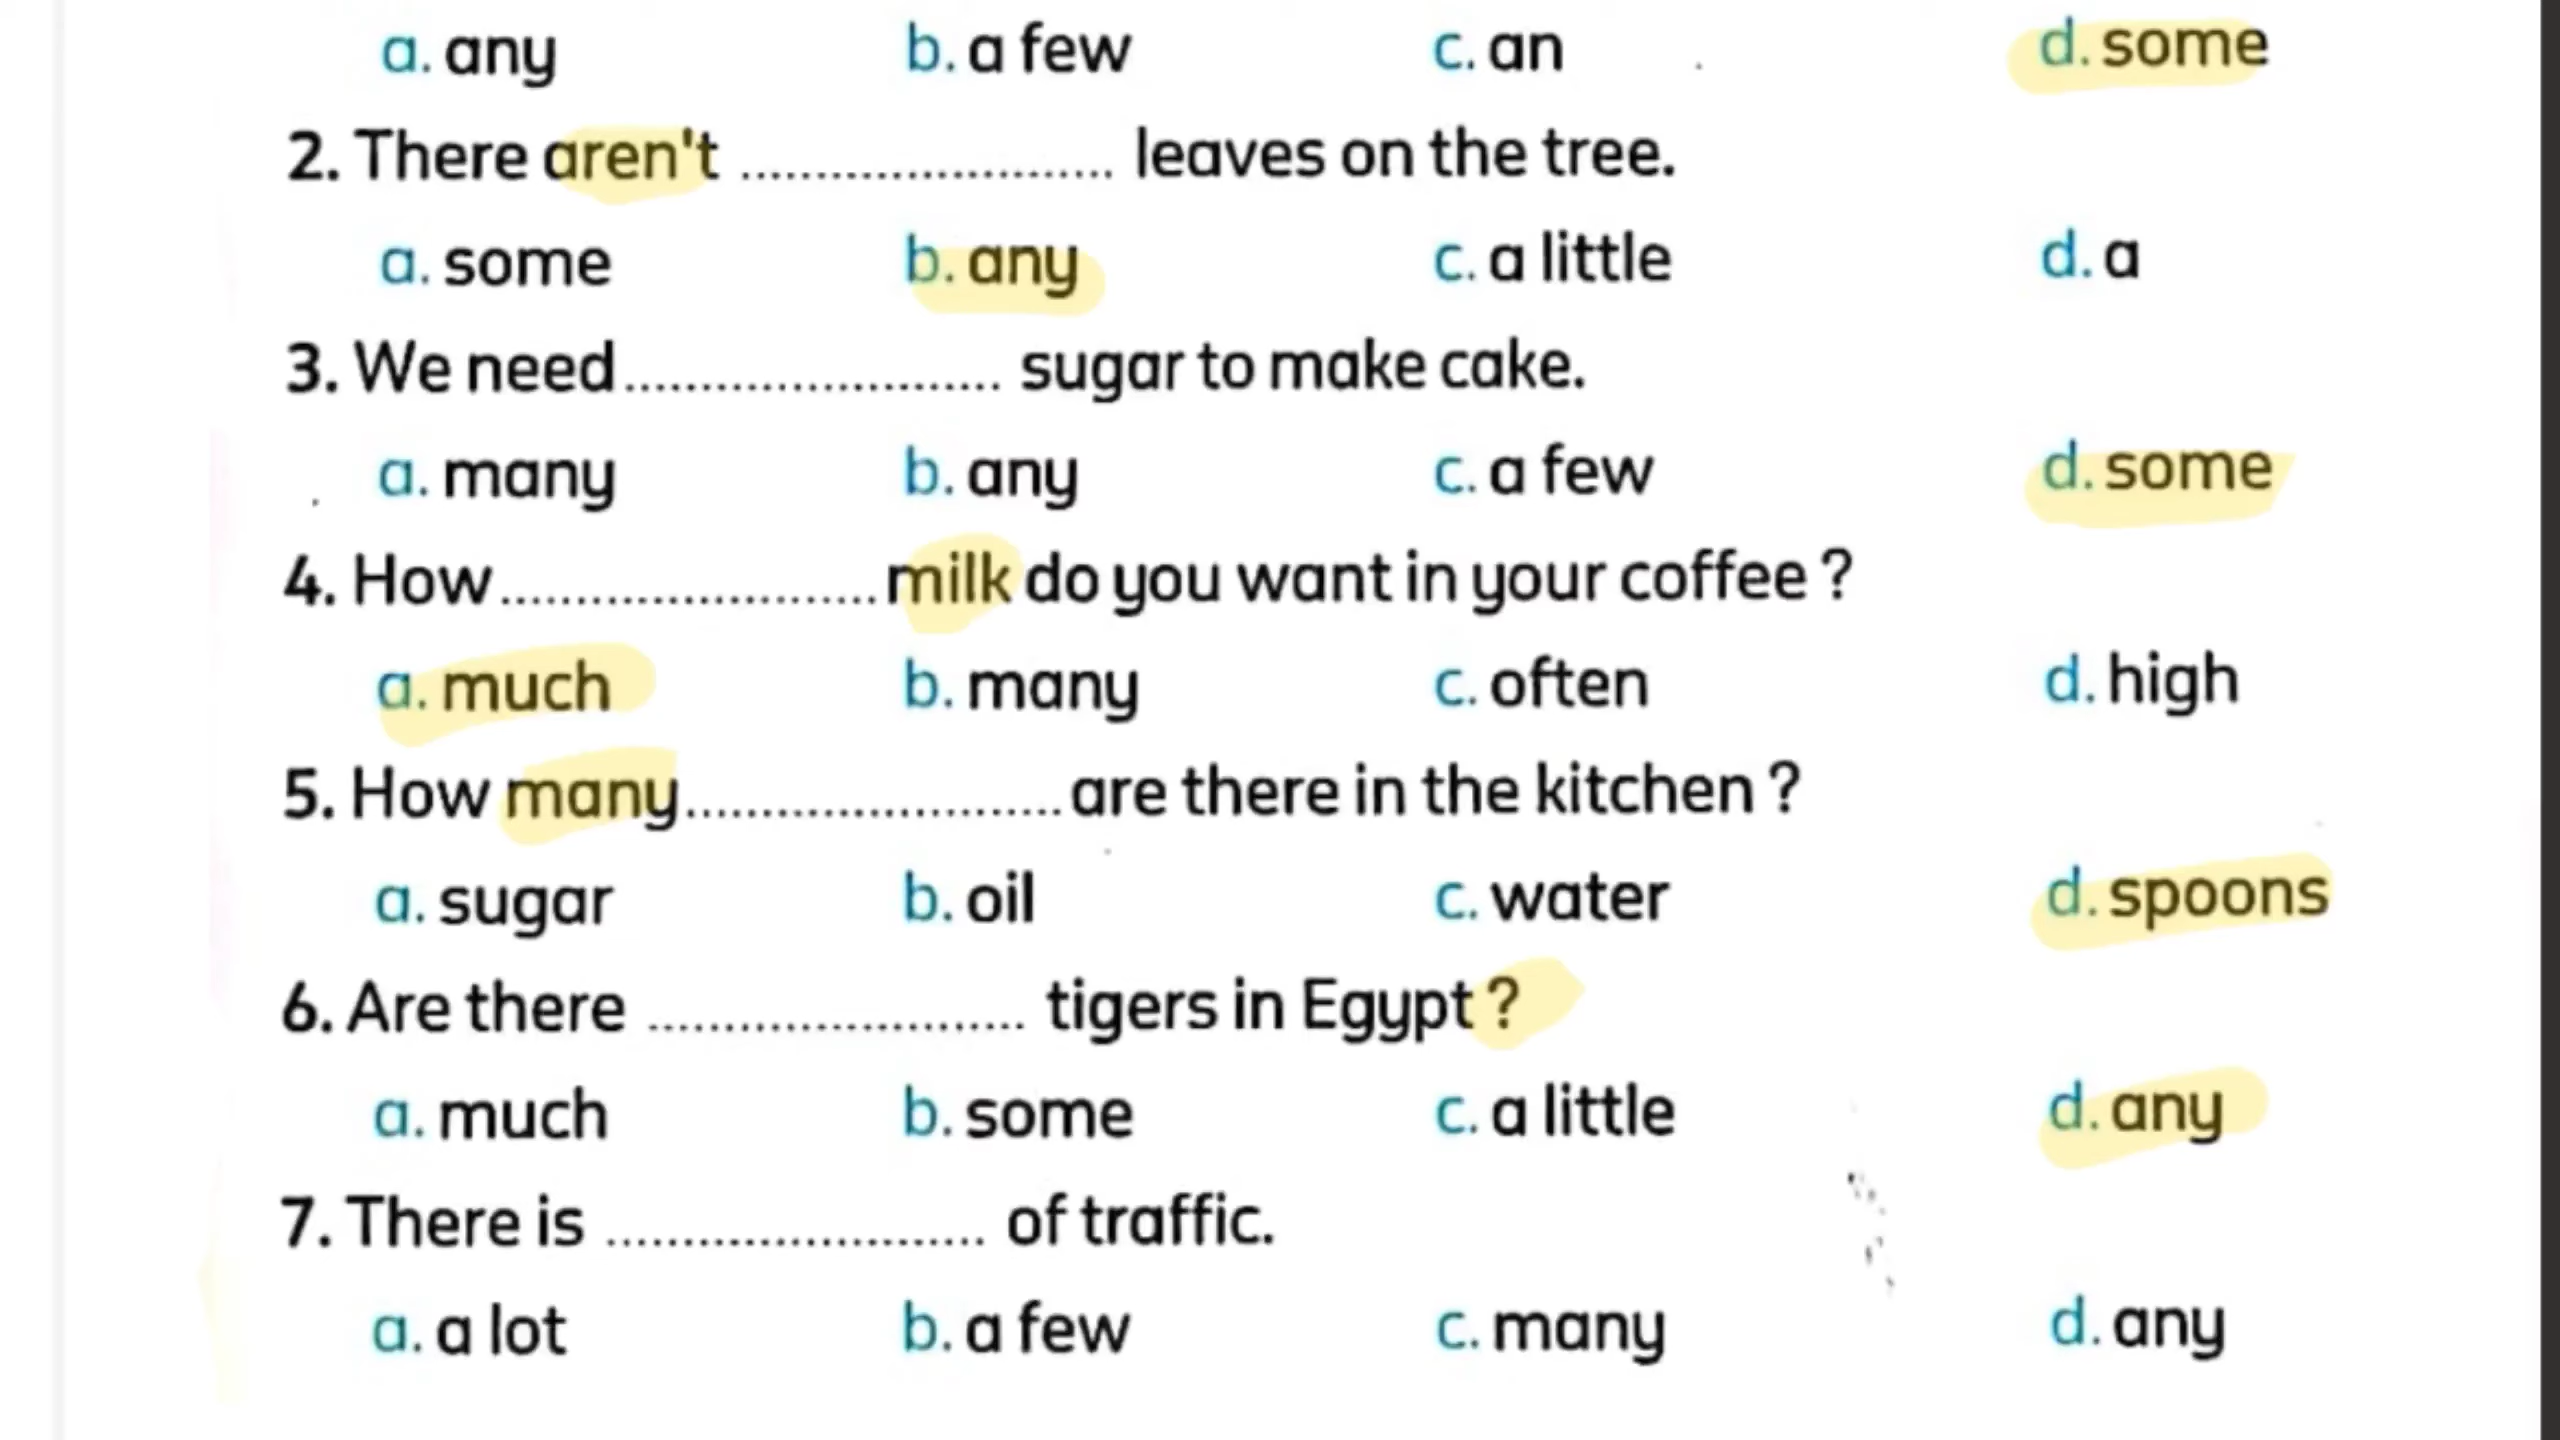 a. any b. a few c. an d. some
2. There aren't ........................ leaves on the tree.
a. some b. any c. a little d. a
3. We need ........................ sugar to make cake.
a. many b. any c. a few d. some
4. How ........................ milk do you want in your coffee ?
a. much b. many c. often d. high
5. How many ........................ are there in the kitchen ?
a. sugar b. oil c. water d. spoons
6. Are there ........................ tigers in Egypt ?
a. much b. some c. a little d. any
7. There is ........................ of traffic.
a. a lot b. a few c. many d. any